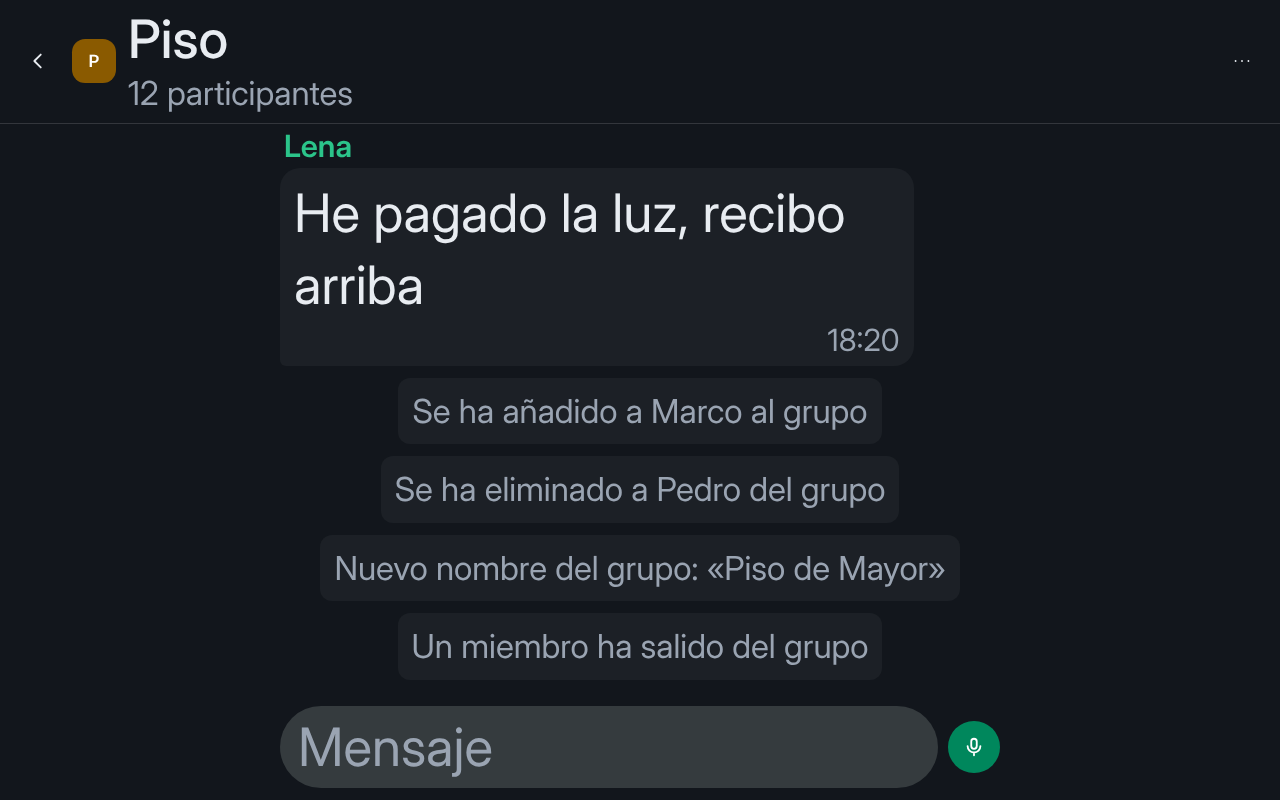 P
Piso
12 participantes
...
Lena
He pagado la luz, recibo
arriba
18:20
Se ha añadido a Marco al grupo
Se ha eliminado a Pedro del grupo
Nuevo nombre del grupo: «Piso de Mayor»
Un miembro ha salido del grupo
Mensaje